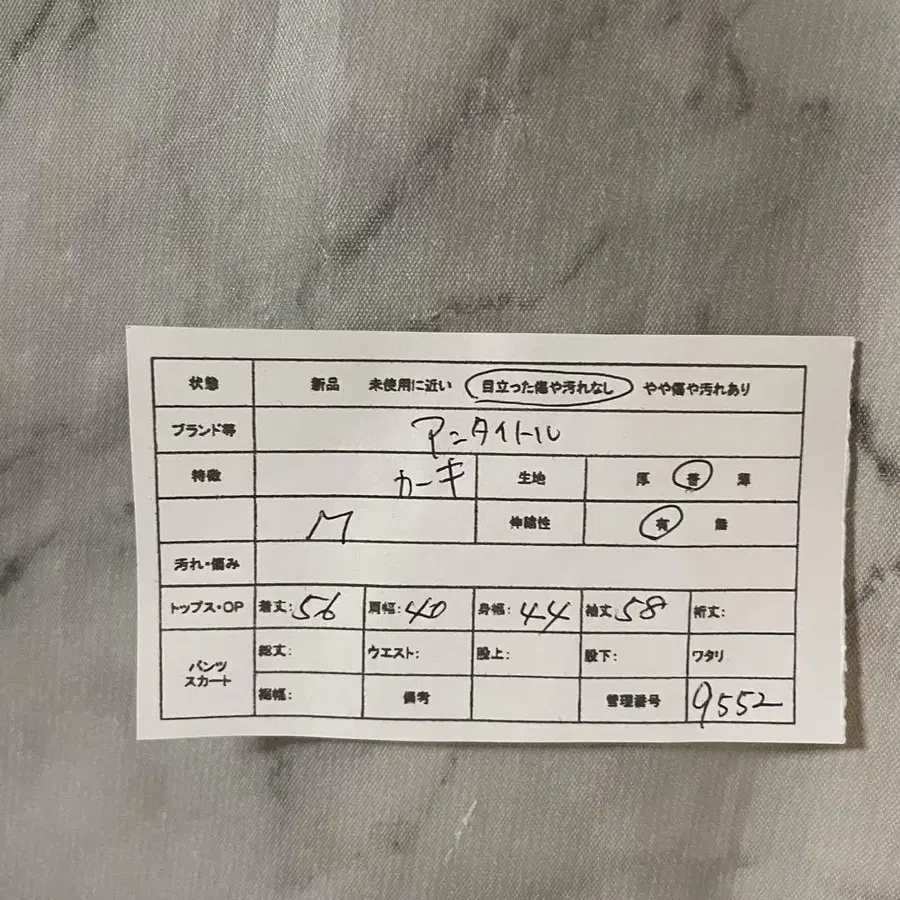 状態 新品 未使用に近い 目立った傷や汚れなし やや傷や汚れあり
ブランド等 アンタイトル
特徴 カーキ 生地 厚 普 薄
M 伸縮性 有 無
汚れ・傷み
トップス・OP 着丈:56 肩幅:40 身幅:44 袖丈:58 裄丈:
パンツ スカート 総丈: ウエスト: 股上: 股下: ワタリ
裾幅: 備考 管理番号 9552